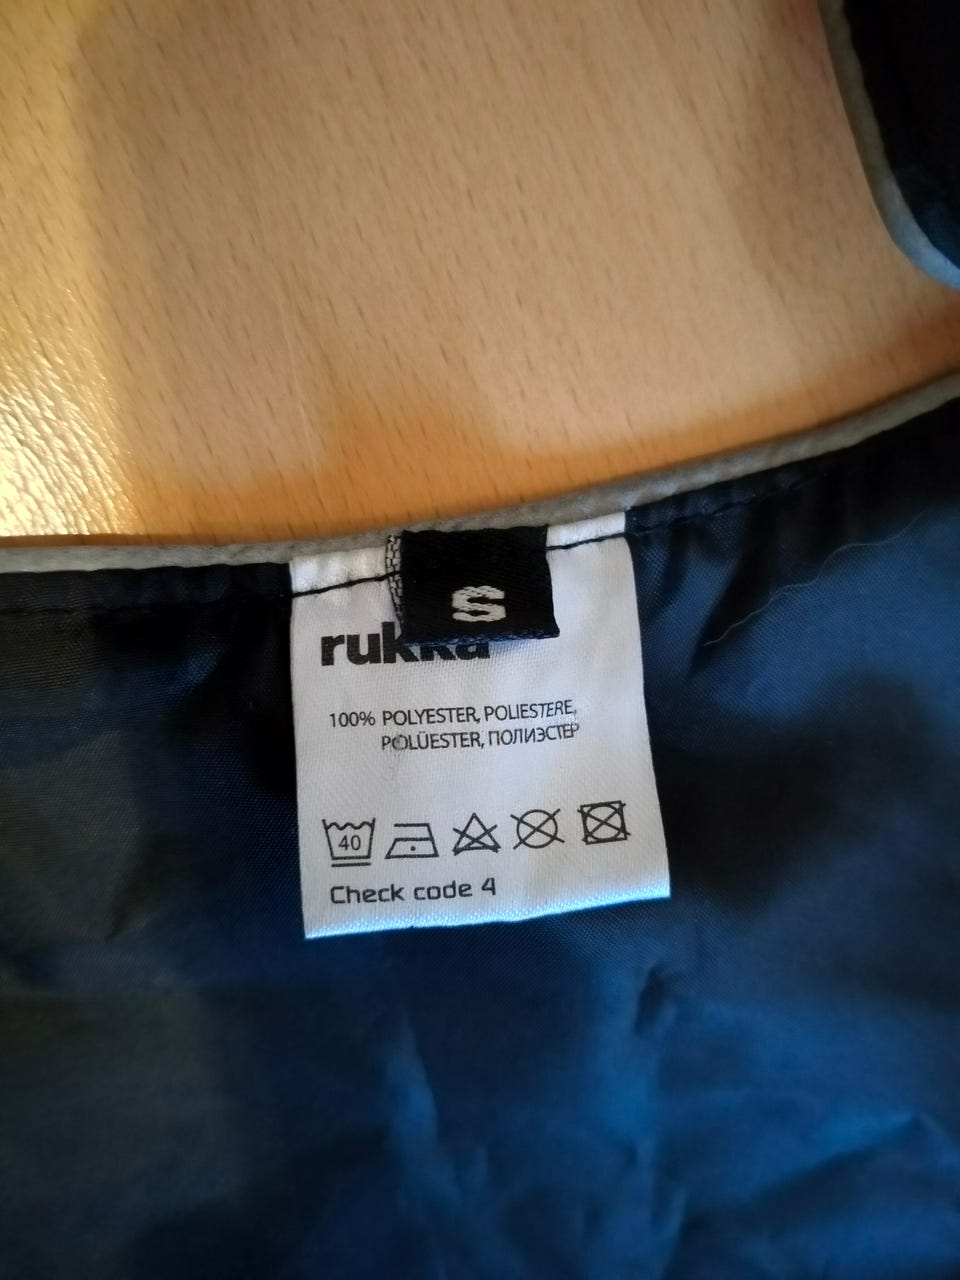 S
rukka
100% POLYESTER, POLIESTERE,
POLÜESTER, ПОЛИЭСТЕР
40
Check code 4